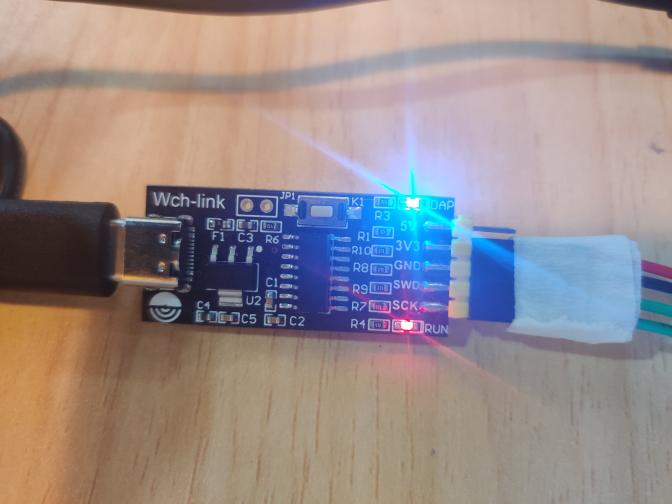 Wch-link
JP1
K1
R3
DAP
5V
F1
C3
R6
R1
3V3
R10
GND
R8
SWD
C1
R9
U2
R7
SCK
C4
C5
C2
R4
RUN